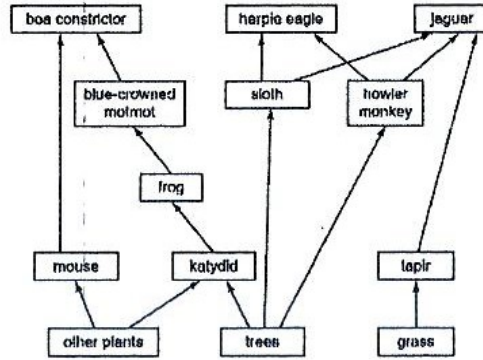 boa constrictor
harpie eagle
jaguar
blue-crowned
motmot
sloth
howler
monkey
frog
mouse
katydid
tapir
other plants
trees
grass